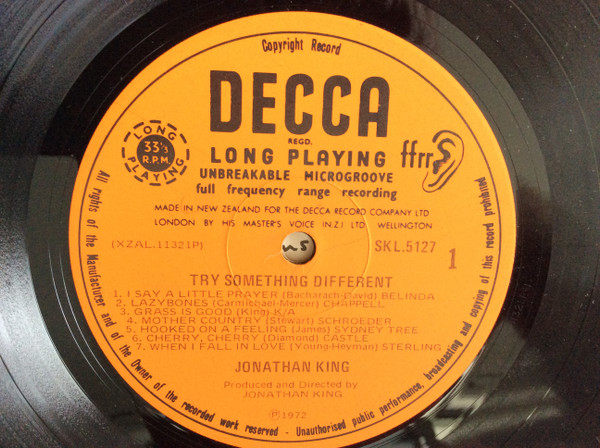 Copyright Record
DECCA
REGD.
LONG PLAYING
ffrr
UNBREAKABLE MICROGROOVE
full frequency range recording
LONG PLAYING
33⅓
R.P.M.
MADE IN NEW ZEALAND FOR THE DECCA RECORD COMPANY LTD
LONDON BY HIS MASTER'S VOICE (N.Z.) LTD WELLINGTON
(XZAL.11321P)
ns
SKL.5127
1
TRY SOMETHING DIFFERENT
1. I SAY A LITTLE PRAYER (Bacharach-David) BELINDA
2. LAZYBONES (Carmichael-Mercer) CHAPPELL
3. GRASS IS GOOD (King) K/A
4. MOTHER COUNTRY (Stewart) SCHROEDER
5. HOOKED ON A FEELING (James) SYDNEY TREE
6. CHERRY, CHERRY (Diamond) CASTLE
7. WHEN I FALL IN LOVE (Young-Heyman) STERLING
JONATHAN KING
Produced and Directed by
JONATHAN KING
℗1972
All rights of the Manufacturer and of the Owner of the recorded work reserved - Unauthorised public performance, broadcasting and copying of this record prohibited